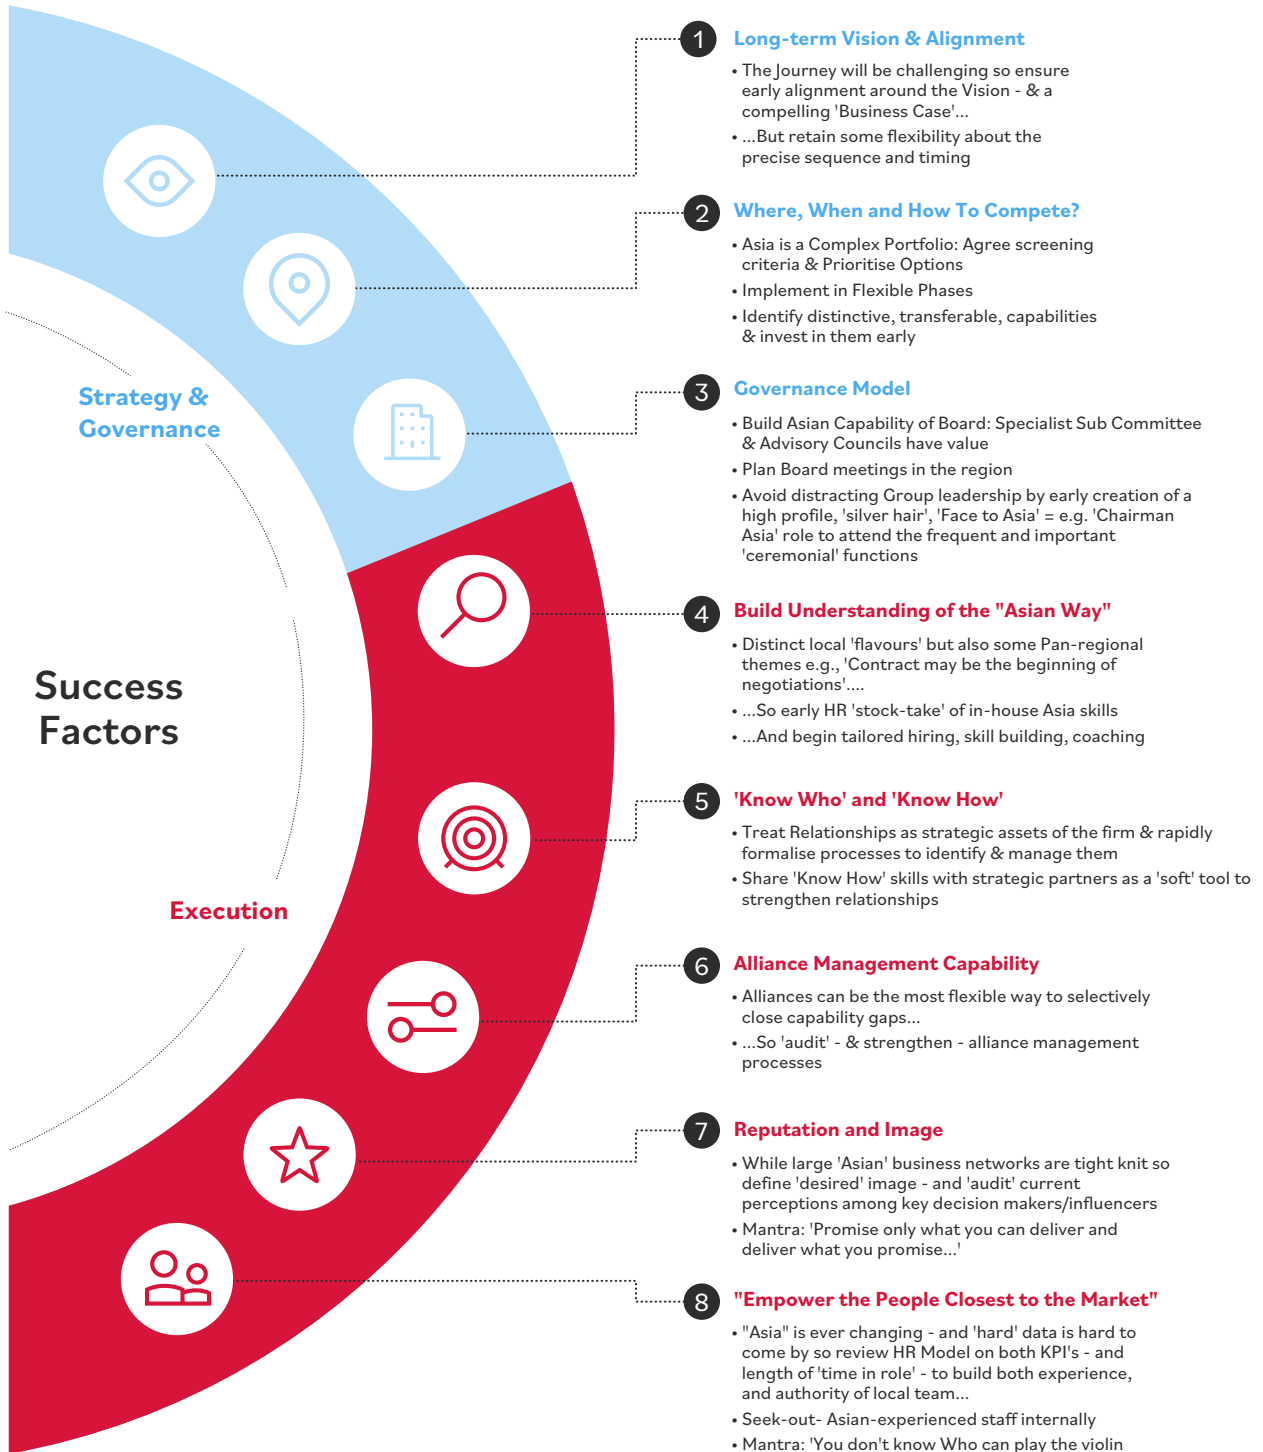 1
Long-term Vision & Alignment
• The Journey will be challenging so ensure
early alignment around the Vision - & a
compelling 'Business Case'...
• ...But retain some flexibility about the
precise sequence and timing
2
Where, When and How To Compete?
• Asia is a Complex Portfolio: Agree screening
criteria & Prioritise Options
• Implement in Flexible Phases
• Identify distinctive, transferable, capabilities
& invest in them early
Strategy &
Governance
3
Governance Model
• Build Asian Capability of Board: Specialist Sub Committee
& Advisory Councils have value
• Plan Board meetings in the region
• Avoid distracting Group leadership by early creation of a
high profile, 'silver hair', 'Face to Asia' = e.g. 'Chairman
Asia' role to attend the frequent and important
'ceremonial' functions
Success
Factors
4
Build Understanding of the "Asian Way"
• Distinct local 'flavours' but also some Pan-regional
themes e.g., 'Contract may be the beginning of
negotiations'....
• ...So early HR 'stock-take' of in-house Asia skills
• ...And begin tailored hiring, skill building, coaching
5
'Know Who' and 'Know How'
• Treat Relationships as strategic assets of the firm & rapidly
formalise processes to identify & manage them
• Share 'Know How' skills with strategic partners as a 'soft' tool to
strengthen relationships
Execution
6
Alliance Management Capability
• Alliances can be the most flexible way to selectively
close capability gaps...
• ...So 'audit' - & strengthen - alliance management
processes
7
Reputation and Image
• While large 'Asian' business networks are tight knit so
define 'desired' image - and 'audit' current
perceptions among key decision makers/influencers
• Mantra: 'Promise only what you can deliver and
deliver what you promise...'
8
"Empower the People Closest to the Market"
• "Asia" is ever changing - and 'hard' data is hard to
come by so review HR Model on both KPI's - and
length of 'time in role' - to build both experience,
and authority of local team...
• Seek-out- Asian-experienced staff internally
• Mantra: 'You don't know Who can play the violin